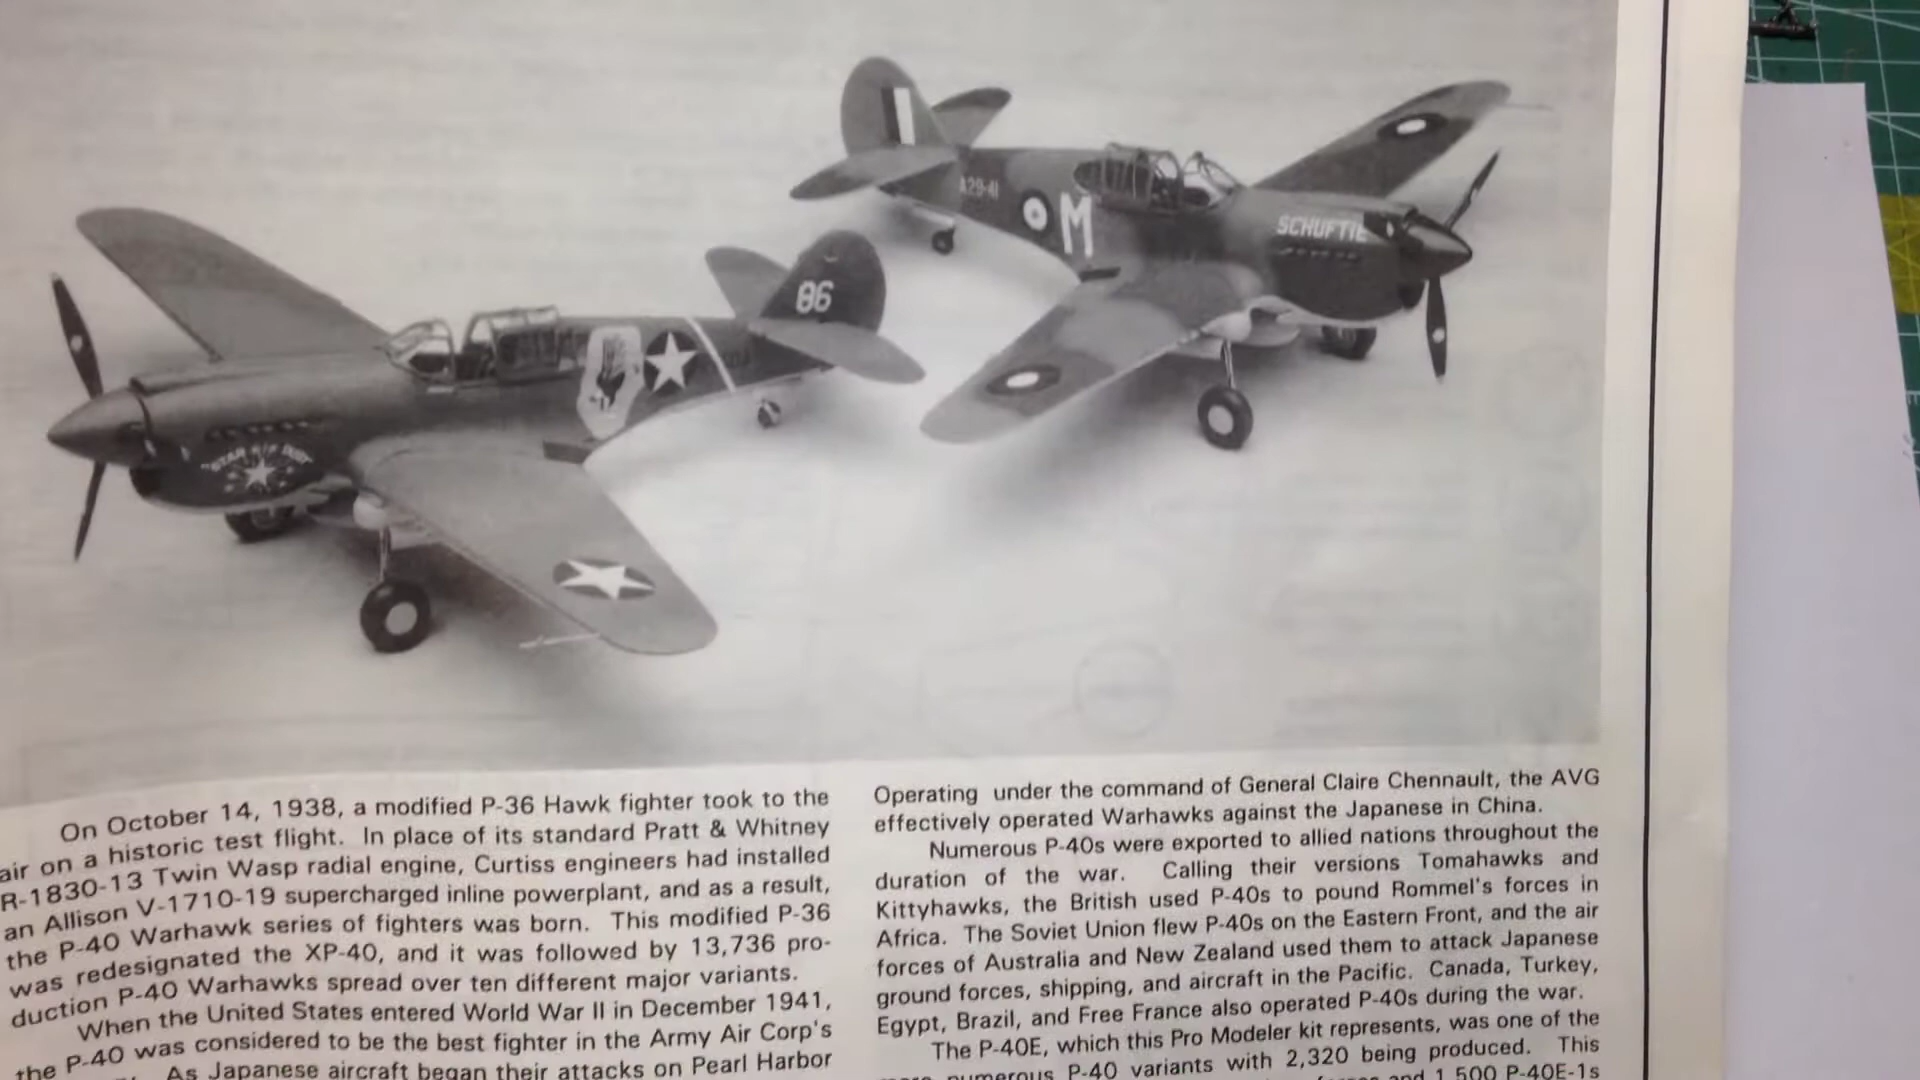 A29-41
M
SCHUFTIE
86
"STAR DUST"
On October 14, 1938, a modified P-36 Hawk fighter took to the
air on a historic test flight. In place of its standard Pratt & Whitney
R-1830-13 Twin Wasp radial engine, Curtiss engineers had installed
an Allison V-1710-19 supercharged inline powerplant, and as a result,
the P-40 Warhawk series of fighters was born. This modified P-36
was redesignated the XP-40, and it was followed by 13,736 pro-
duction P-40 Warhawks spread over ten different major variants.
When the United States entered World War II in December 1941,
the P-40 was considered to be the best fighter in the Army Air Corp's
As Japanese aircraft began their attacks on Pearl Harbor
Operating under the command of General Claire Chennault, the AVG
effectively operated Warhawks against the Japanese in China.
Numerous P-40s were exported to allied nations throughout the
duration of the war. Calling their versions Tomahawks and
Kittyhawks, the British used P-40s to pound Rommel's forces in
Africa. The Soviet Union flew P-40s on the Eastern Front, and the air
forces of Australia and New Zealand used them to attack Japanese
ground forces, shipping, and aircraft in the Pacific. Canada, Turkey,
Egypt, Brazil, and Free France also operated P-40s during the war.
The P-40E, which this Pro Modeler kit represents, was one of the
numerous P-40 variants with 2,320 being produced. This
and 1,500 P-40E-1s